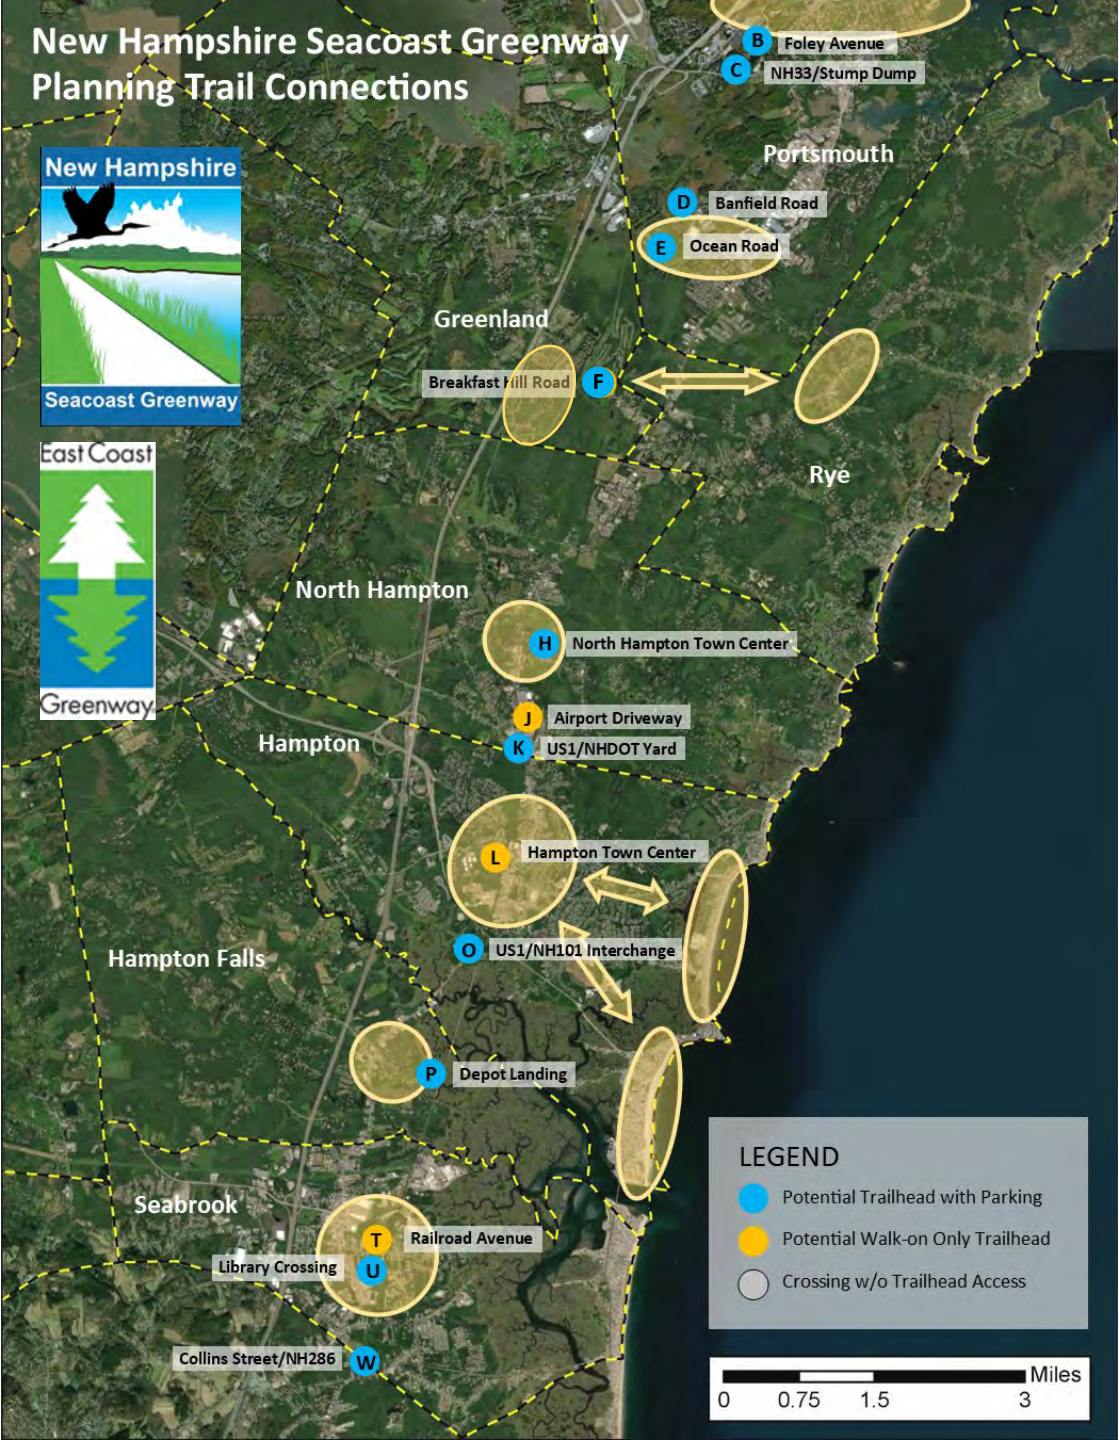 New Hampshire Seacoast Greenway
Planning Trail Connections
B Foley Avenue
C NH33/Stump Dump
Portsmouth
New Hampshire
Seacoast Greenway
D Banfield Road
E Ocean Road
Greenland
Breakfast Hill Road F
East Coast
Greenway
Rye
North Hampton
H North Hampton Town Center
J Airport Driveway
Hampton
K US1/NHDOT Yard
L Hampton Town Center
O US1/NH101 Interchange
Hampton Falls
P Depot Landing
Seabrook
T Railroad Avenue
Library Crossing U
Collins Street/NH286 W
LEGEND
Potential Trailhead with Parking
Potential Walk-on Only Trailhead
Crossing w/o Trailhead Access
Miles
0 0.75 1.5 3